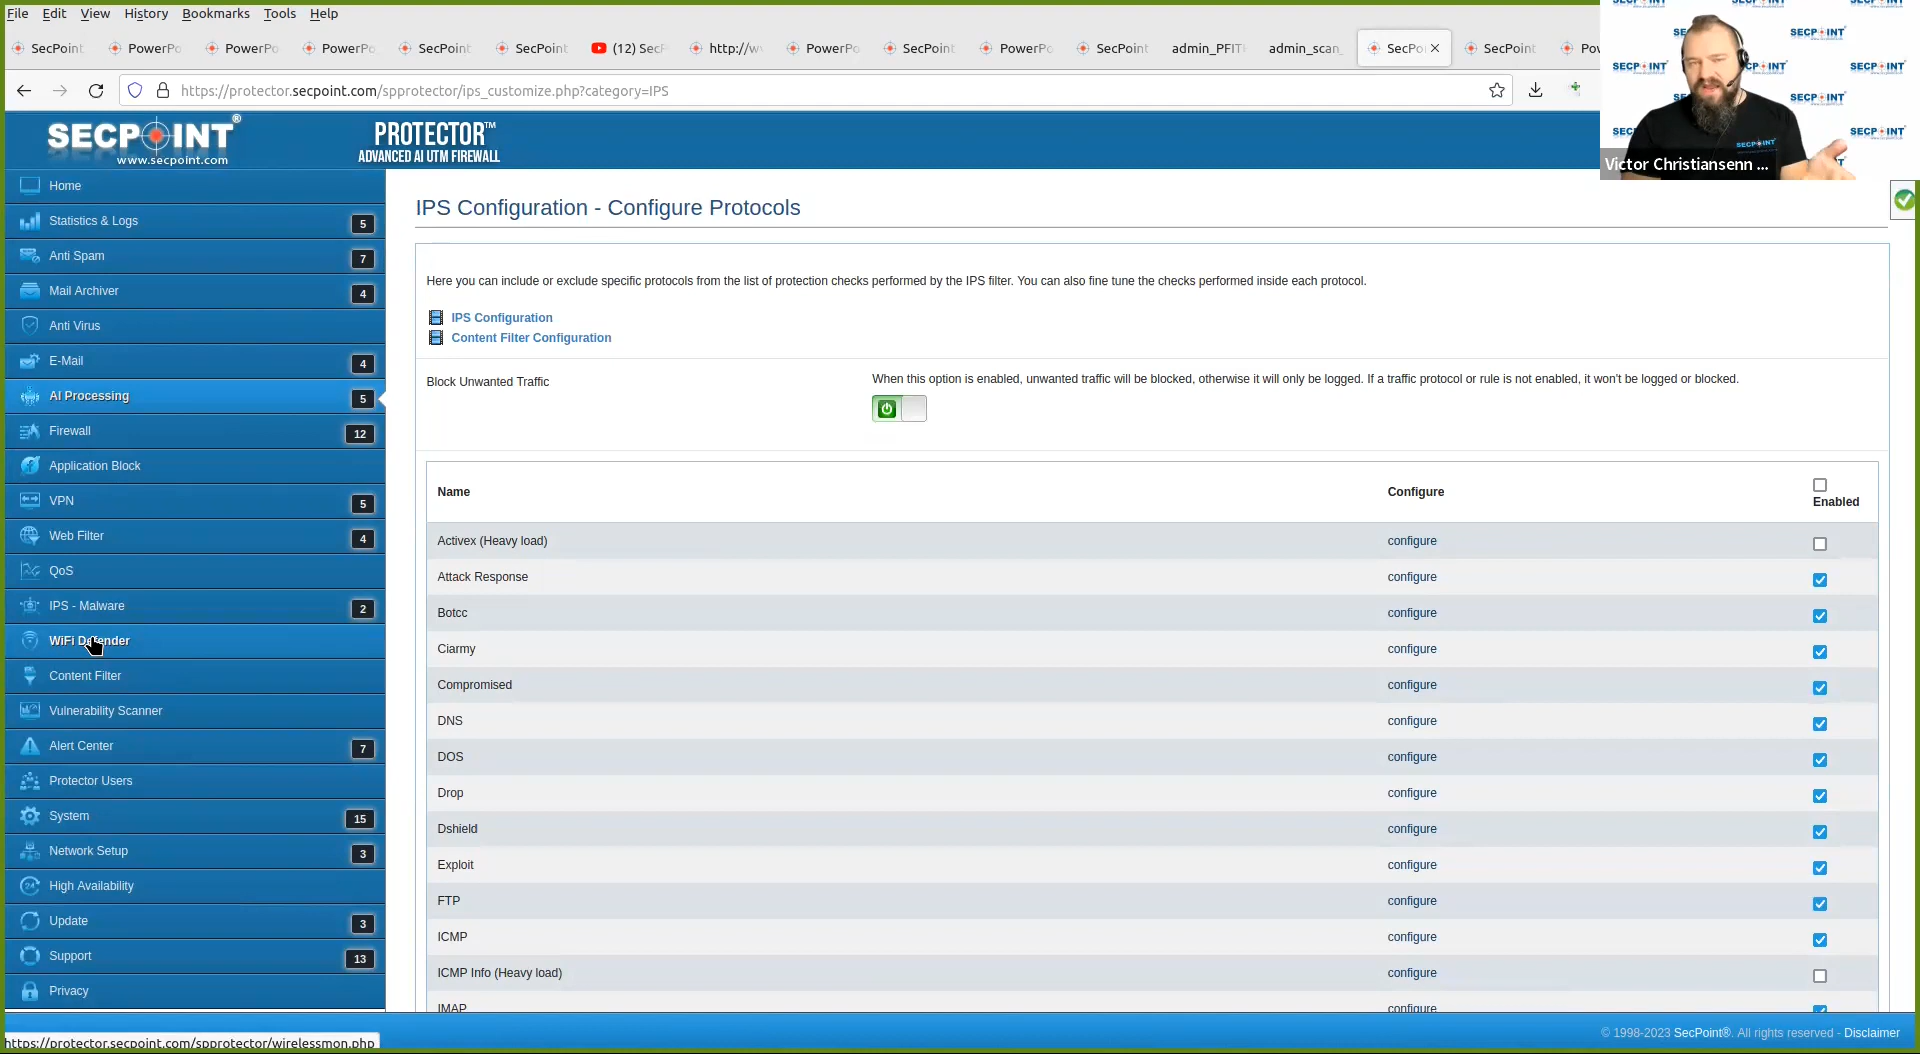 File Edit View History Bookmarks Tools Help
SecPoint PowerPo PowerPo PowerPo SecPoint SecPoint (12) SecP http://w PowerPo SecPoint PowerPo SecPoint admin_PFIT admin_scan_ SecPo SecPoint Pow
https://protector.secpoint.com/spprotector/ips_customize.php?category=IPS
SECPOINT®
www.secpoint.com
PROTECTOR™
ADVANCED AI UTM FIREWALL
Victor Christiansenn ...
Home
Statistics & Logs 5
Anti Spam 7
Mail Archiver 4
Anti Virus
E-Mail 4
AI Processing 5
Firewall 12
Application Block
VPN 5
Web Filter 4
QoS
IPS - Malware 2
WiFi Defender
Content Filter
Vulnerability Scanner
Alert Center 7
Protector Users
System 15
Network Setup 3
High Availability
Update 3
Support 13
Privacy
IPS Configuration - Configure Protocols
Here you can include or exclude specific protocols from the list of protection checks performed by the IPS filter. You can also fine tune the checks performed inside each protocol.
IPS Configuration
Content Filter Configuration
Block Unwanted Traffic
When this option is enabled, unwanted traffic will be blocked, otherwise it will only be logged. If a traffic protocol or rule is not enabled, it won't be logged or blocked.
Name Configure Enabled
Activex (Heavy load) configure
Attack Response configure
Botcc configure
Ciarmy configure
Compromised configure
DNS configure
DOS configure
Drop configure
Dshield configure
Exploit configure
FTP configure
ICMP configure
ICMP Info (Heavy load) configure
IMAP configure
© 1998-2023 SecPoint®. All rights reserved - Disclaimer
https://protector.secpoint.com/spprotector/wirelessmon.php